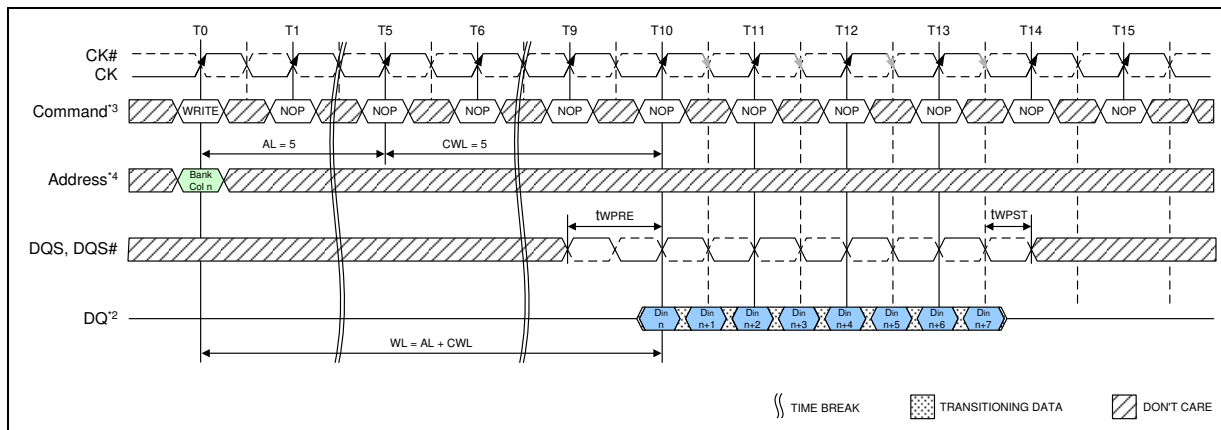 T0 T1 T5 T6 T9 T10 T11 T12 T13 T14 T15
CK#
CK
Command*3 WRITE NOP NOP NOP NOP NOP NOP NOP NOP NOP NOP
AL = 5 CWL = 5
Address*4 Bank
Col n
tWPRE tWPST
DQS, DQS#
DQ*2 Din Din Din Din Din Din Din Din
n n+1 n+2 n+3 n+4 n+5 n+6 n+7
WL = AL + CWL
TIME BREAK TRANSITIONING DATA DON'T CARE